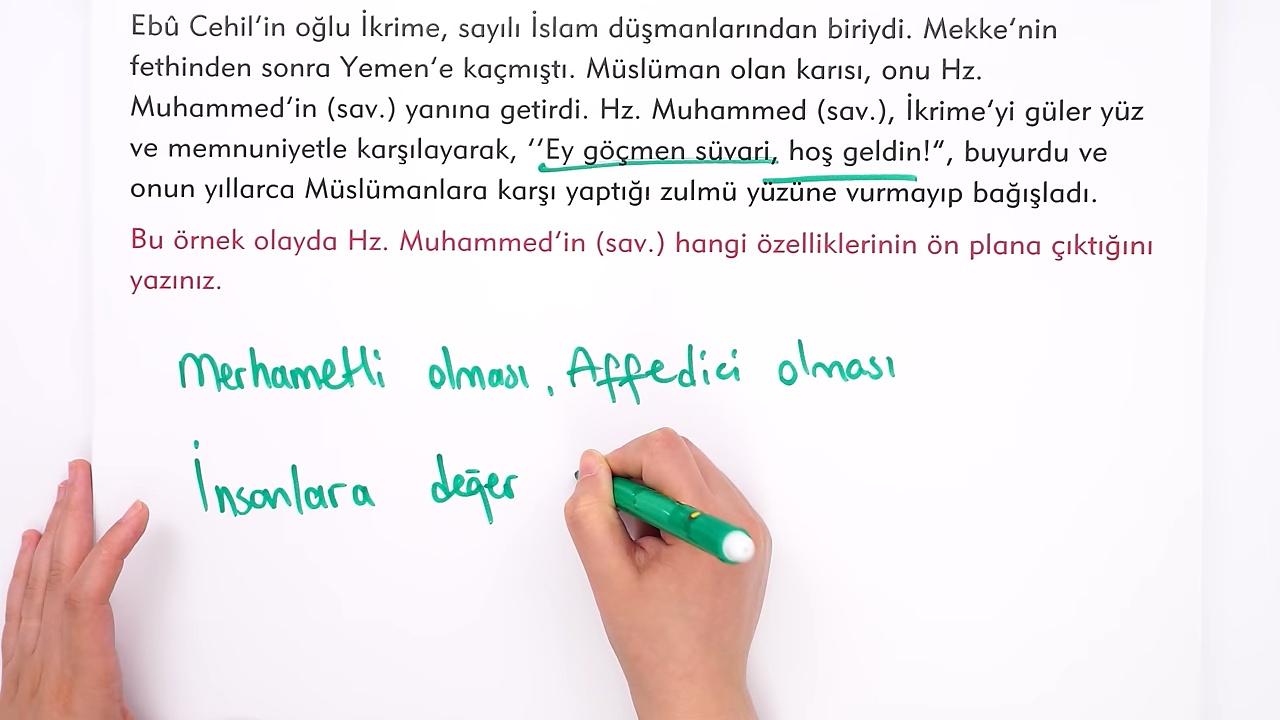 Ebû Cehil’in oğlu İkrime, sayılı İslam düşmanlarından biriydi. Mekke’nin
fethinden sonra Yemen’e kaçmıştı. Müslüman olan karısı, onu Hz.
Muhammed’in (sav.) yanına getirdi. Hz. Muhammed (sav.), İkrime’yi güler yüz
ve memnuniyetle karşılayarak, ‘‘Ey göçmen süvari, hoş geldin!”, buyurdu ve
onun yıllarca Müslümanlara karşı yaptığı zulmü yüzüne vurmayıp bağışladı.
Bu örnek olayda Hz. Muhammed’in (sav.) hangi özelliklerinin ön plana çıktığını
yazınız.
Merhametli olması, Affedici olması
İnsanlara değer